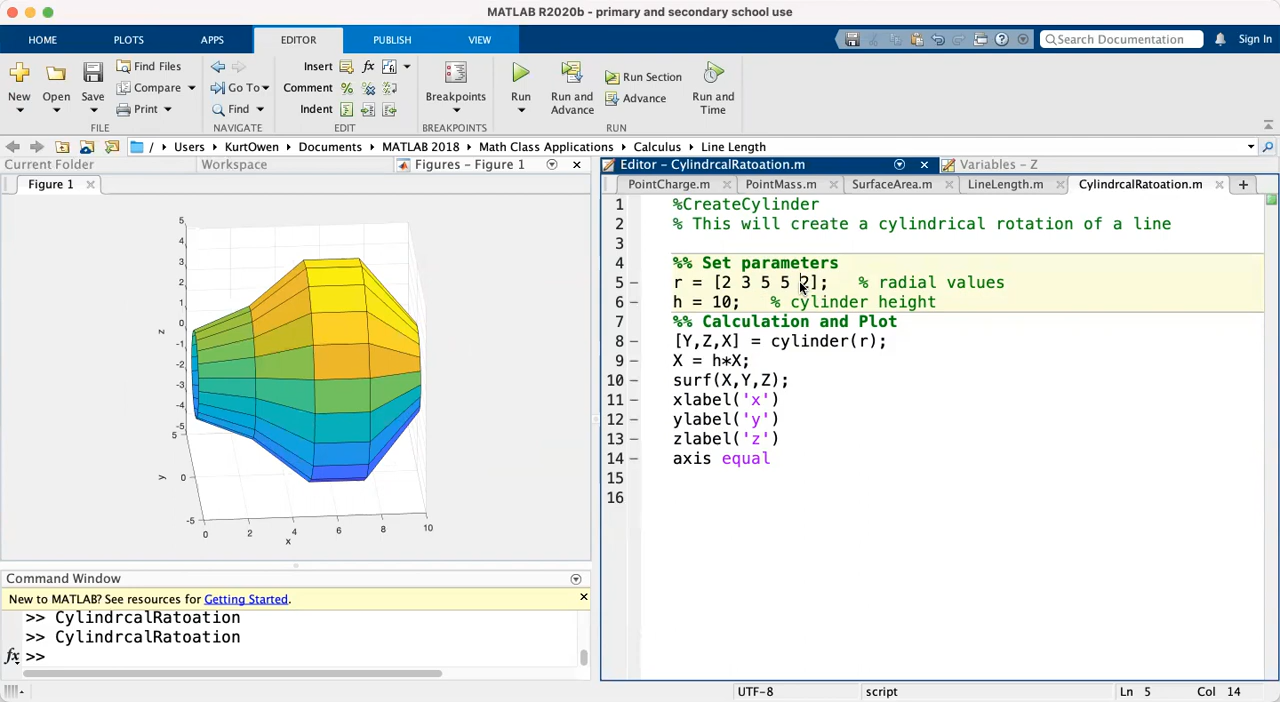 MATLAB R2020b - primary and secondary school use
HOME PLOTS APPS EDITOR PUBLISH VIEW Search Documentation Sign In
New Open Save Find Files Compare Print
Go To Find
Insert fx Comment Indent
Breakpoints
Run Run and Advance Run Section Advance Run and Time
FILE NAVIGATE EDIT BREAKPOINTS RUN
/ ▸ Users ▸ KurtOwen ▸ Documents ▸ MATLAB 2018 ▸ Math Class Applications ▸ Calculus ▸ Line Length
Current Folder Workspace Figures - Figure 1 Editor - CylindrcalRatoation.m Variables - Z
Figure 1
PointCharge.m PointMass.m SurfaceArea.m LineLength.m CylindrcalRatoation.m
5
4
3
2
1
0
-1
-2
-3
-4
-5
z
5
0
-5
y
0 2 4 6 8 10
x
1 %CreateCylinder
2 % This will create a cylindrical rotation of a line
3
4 %% Set parameters
5 – r = [2 3 5 5 2]; % radial values
6 – h = 10; % cylinder height
7 %% Calculation and Plot
8 – [Y,Z,X] = cylinder(r);
9 – X = h*X;
10 – surf(X,Y,Z);
11 – xlabel('x')
12 – ylabel('y')
13 – zlabel('z')
14 – axis equal
15
16
Command Window
New to MATLAB? See resources for Getting Started.
>> CylindrcalRatoation
>> CylindrcalRatoation
fx >>
UTF-8 script Ln 5 Col 14